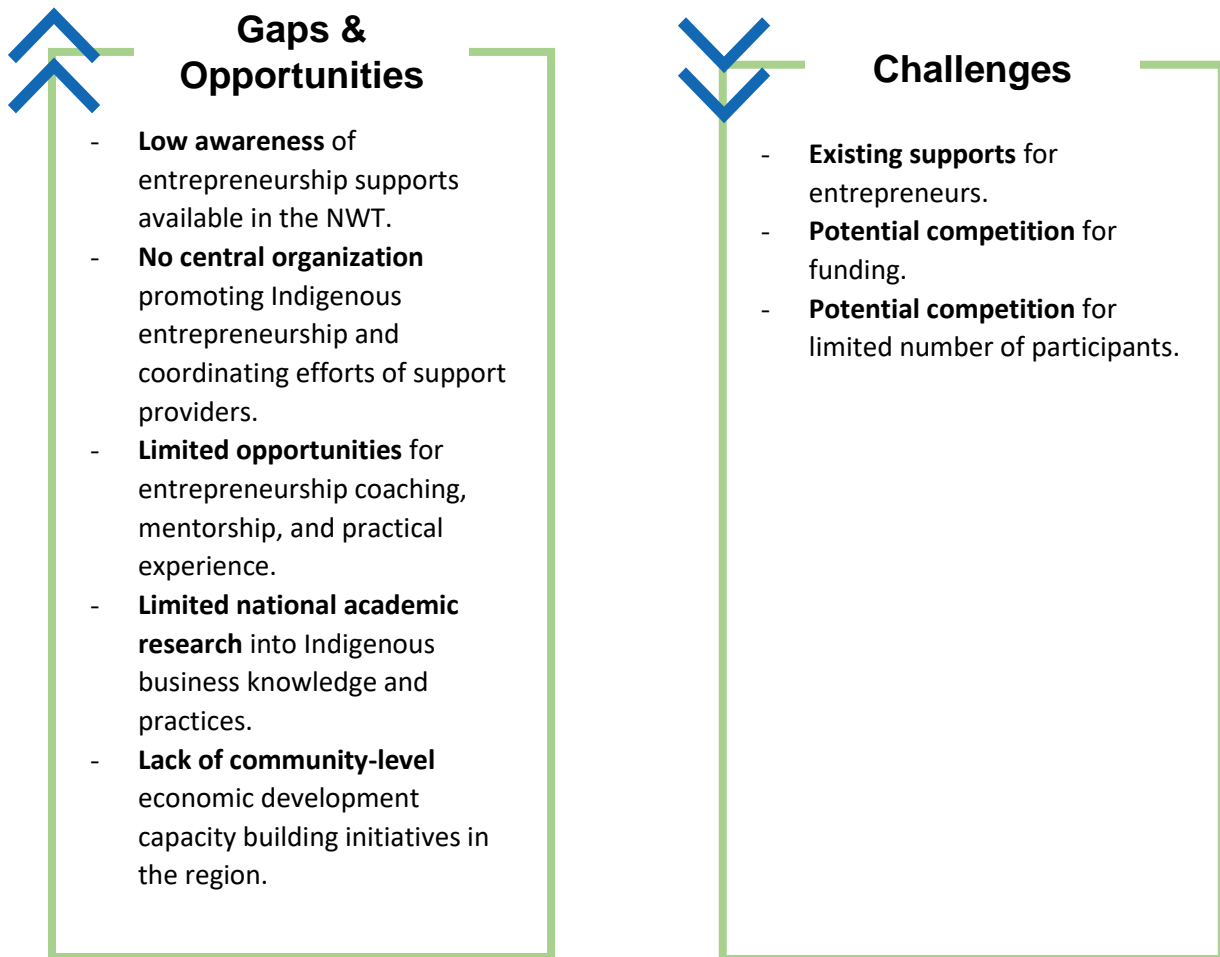 Gaps &
Opportunities
- Low awareness of
entrepreneurship supports
available in the NWT.
- No central organization
promoting Indigenous
entrepreneurship and
coordinating efforts of support
providers.
- Limited opportunities for
entrepreneurship coaching,
mentorship, and practical
experience.
- Limited national academic
research into Indigenous
business knowledge and
practices.
- Lack of community-level
economic development
capacity building initiatives in
the region.
Challenges
- Existing supports for
entrepreneurs.
- Potential competition for
funding.
- Potential competition for
limited number of participants.